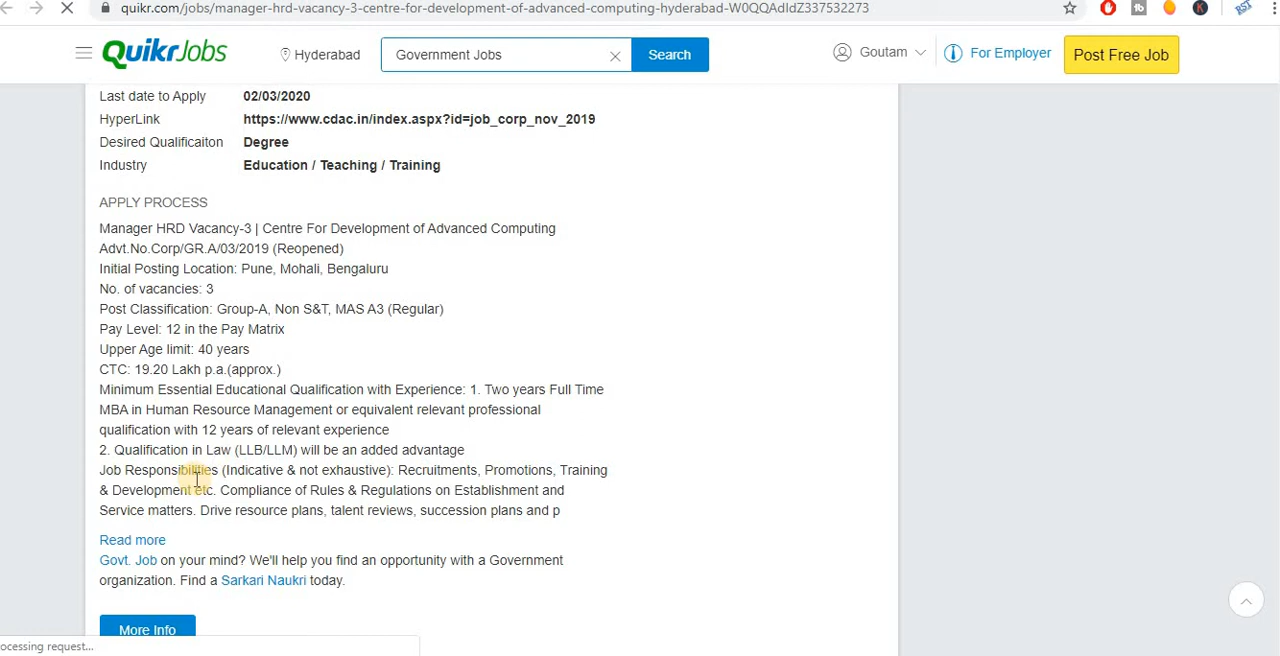 quikr.com/jobs/manager-hrd-vacancy-3-centre-for-development-of-advanced-computing-hyderabad-W0QQAdIdZ337532273
QuikrJobs
Hyderabad
Government Jobs
Search
Goutam
For Employer
Post Free Job
Last date to Apply 02/03/2020
HyperLink https://www.cdac.in/index.aspx?id=job_corp_nov_2019
Desired Qualificaiton Degree
Industry Education / Teaching / Training
APPLY PROCESS
Manager HRD Vacancy-3 | Centre For Development of Advanced Computing
Advt.No.Corp/GR.A/03/2019 (Reopened)
Initial Posting Location: Pune, Mohali, Bengaluru
No. of vacancies: 3
Post Classification: Group-A, Non S&T, MAS A3 (Regular)
Pay Level: 12 in the Pay Matrix
Upper Age limit: 40 years
CTC: 19.20 Lakh p.a.(approx.)
Minimum Essential Educational Qualification with Experience: 1. Two years Full Time
MBA in Human Resource Management or equivalent relevant professional
qualification with 12 years of relevant experience
2. Qualification in Law (LLB/LLM) will be an added advantage
Job Responsibilities (Indicative & not exhaustive): Recruitments, Promotions, Training
& Development etc. Compliance of Rules & Regulations on Establishment and
Service matters. Drive resource plans, talent reviews, succession plans and p
Read more
Govt. Job on your mind? We'll help you find an opportunity with a Government
organization. Find a Sarkari Naukri today.
More Info
ocessing request...